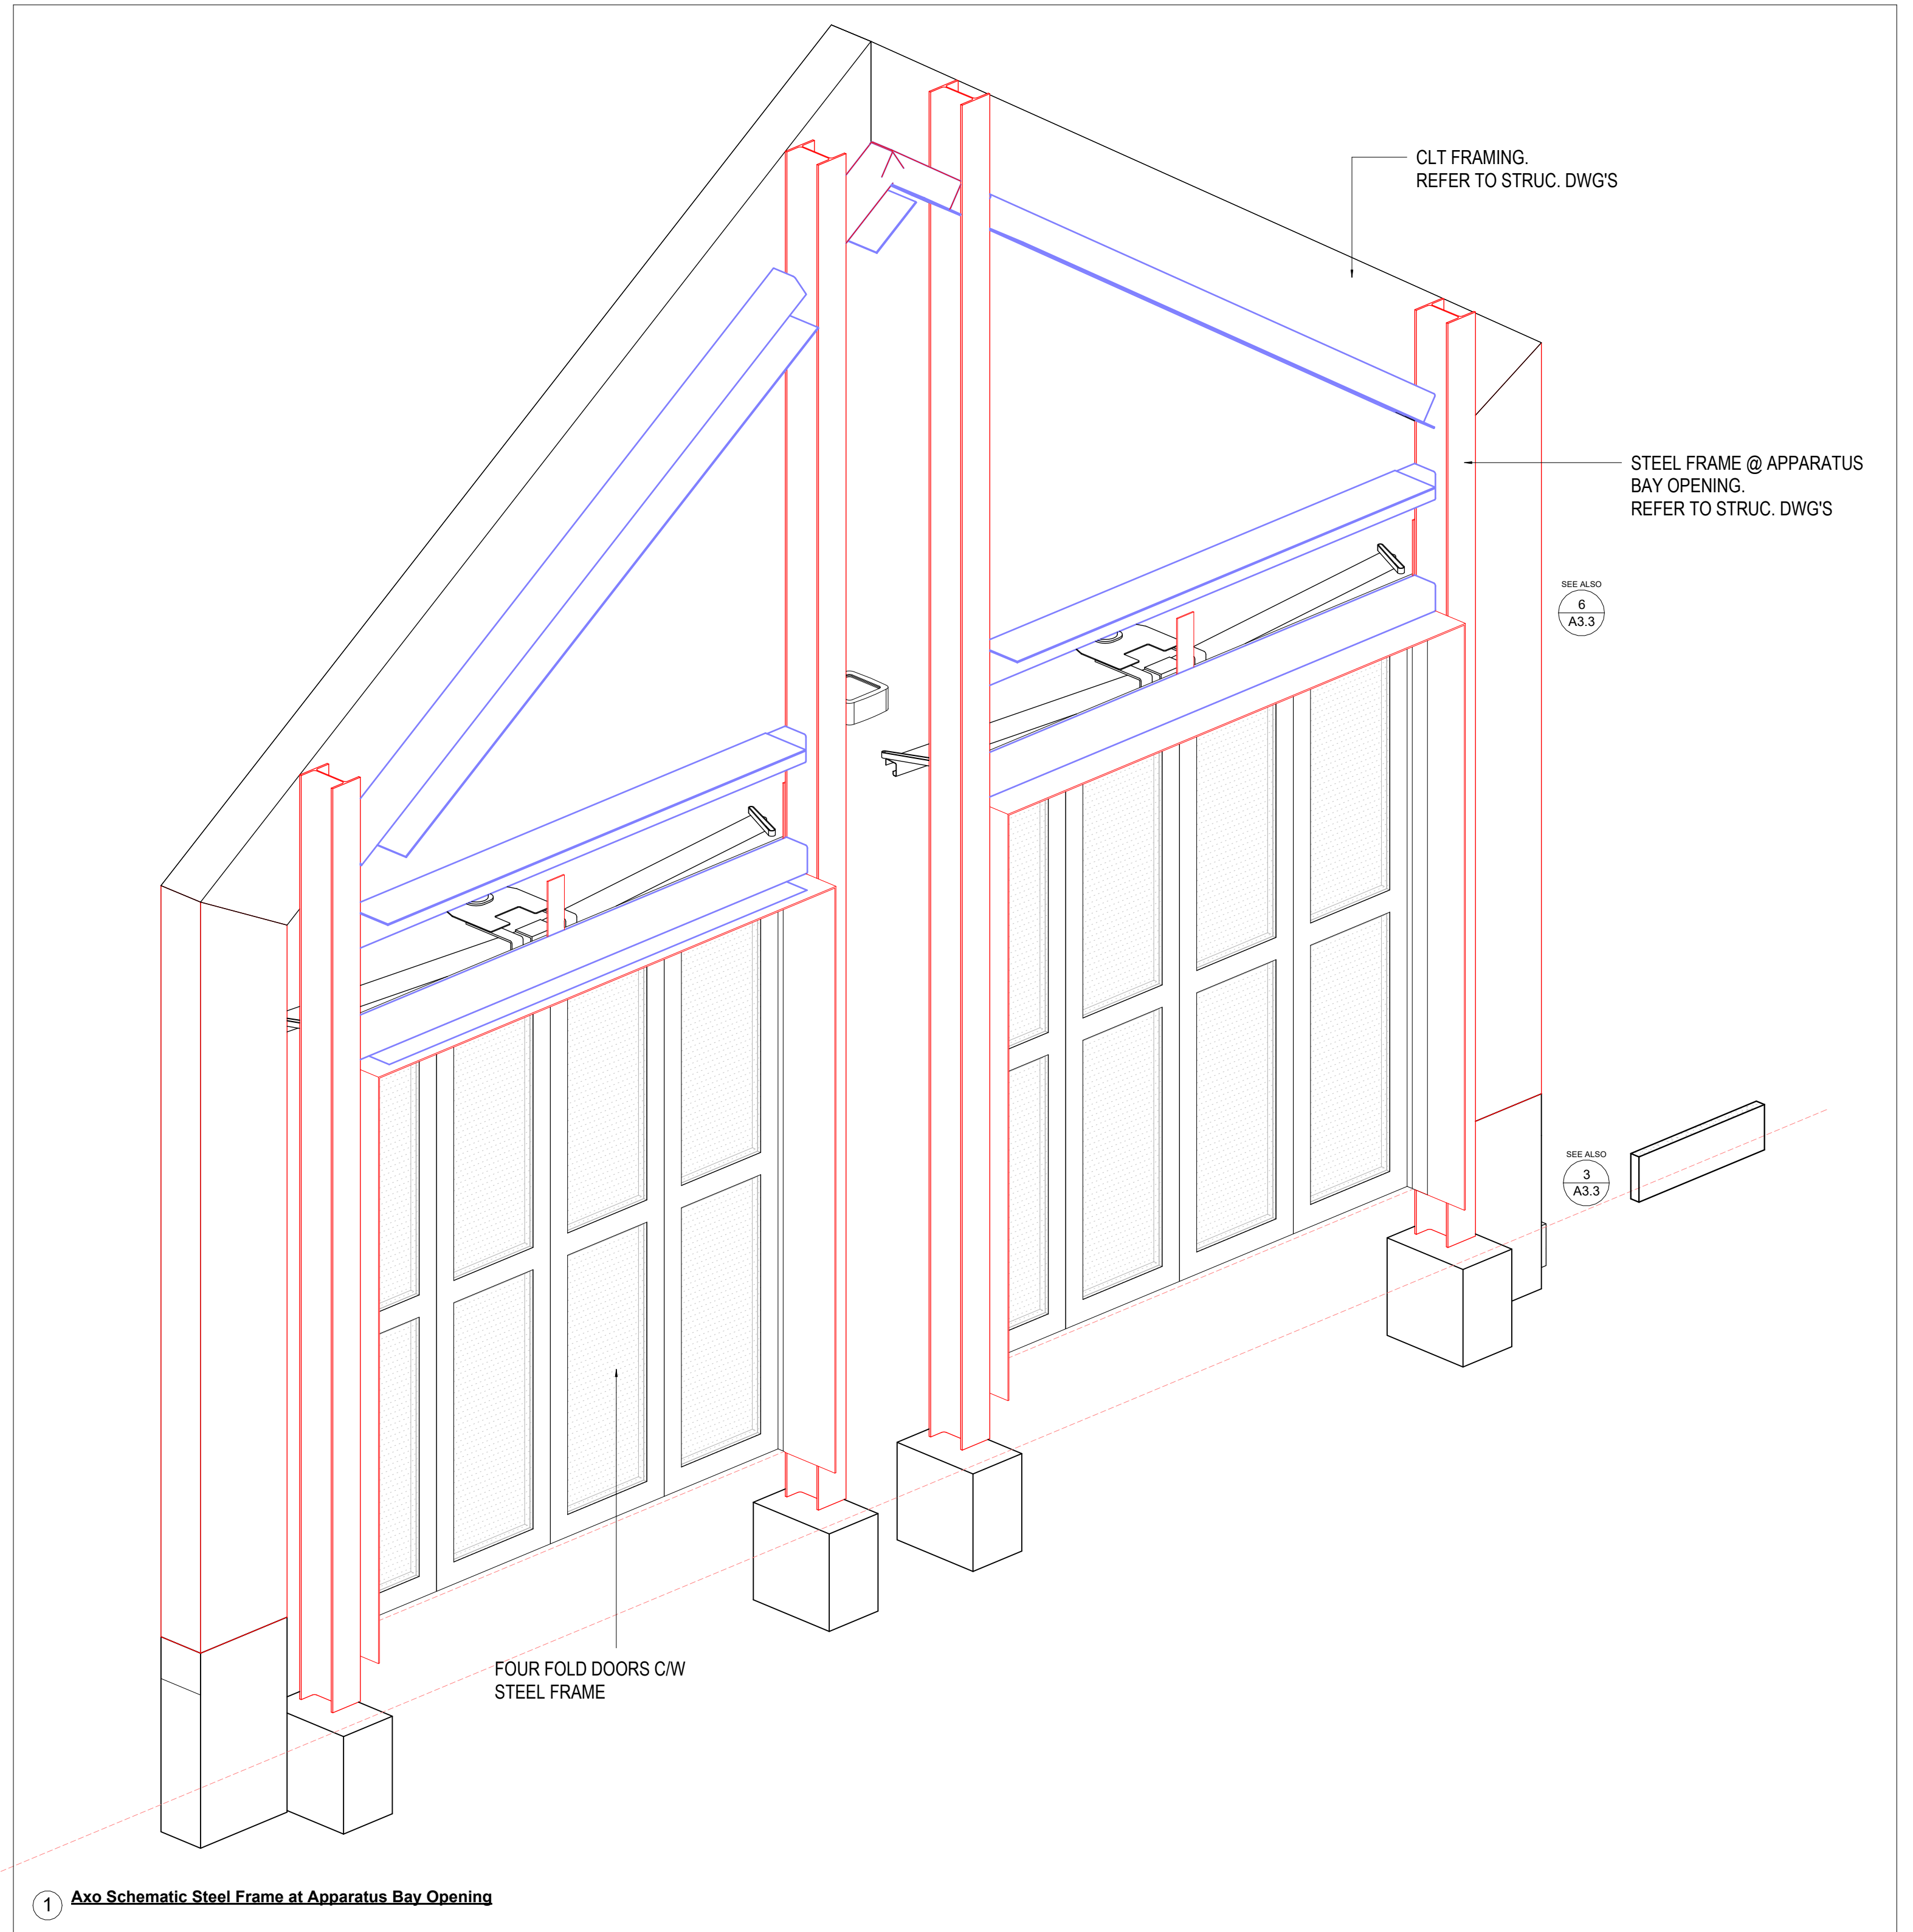 CLT FRAMING.
REFER TO STRUC. DWG'S
STEEL FRAME @ APPARATUS
BAY OPENING.
REFER TO STRUC. DWG'S
SEE ALSO
6
A3.3
SEE ALSO
3
A3.3
FOUR FOLD DOORS C/W
STEEL FRAME
1 Axo Schematic Steel Frame at Apparatus Bay Opening